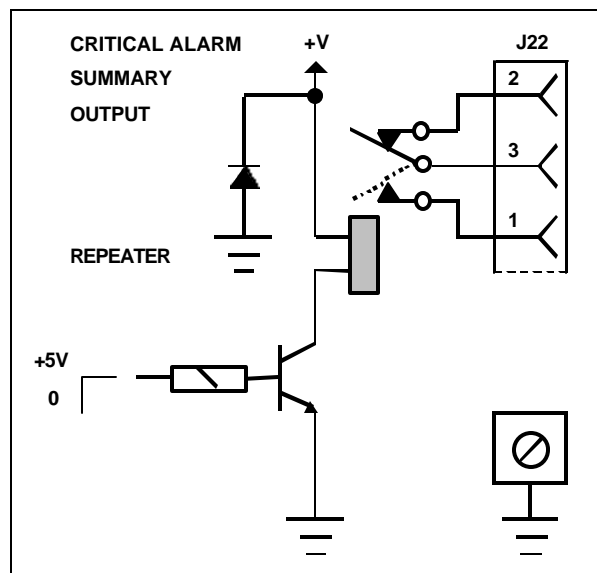 CRITICAL ALARM
SUMMARY
OUTPUT
+V
J22
2
3
1
REPEATER
+5V
0